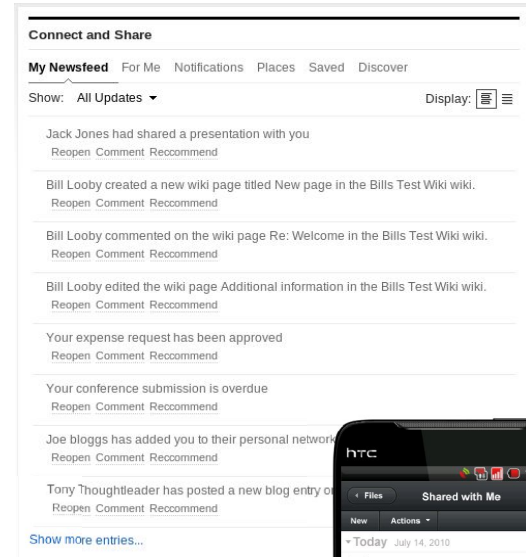 Connect and Share
My Newsfeed For Me Notifications Places Saved Discover
Show: All Updates Display:
Jack Jones had shared a presentation with you
Reopen Comment Reccommend
Bill Looby created a new wiki page titled New page in the Bills Test Wiki wiki.
Reopen Comment Reccommend
Bill Looby commented on the wiki page Re: Welcome in the Bills Test Wiki wiki.
Reopen Comment Reccommend
Bill Looby edited the wiki page Additional information in the Bills Test Wiki wiki.
Reopen Comment Reccommend
Your expense request has been approved
Reopen Comment Reccommend
Your conference submission is overdue
Reopen Comment Reccommend
Joe bloggs has added you to their personal network
Reopen Comment Reccommend
Tony Thoughtleader has posted a new blog entry on
Reopen Comment Reccommend
Show more entries...
hTC
Files Shared with Me
New Actions
Today July 14, 2010